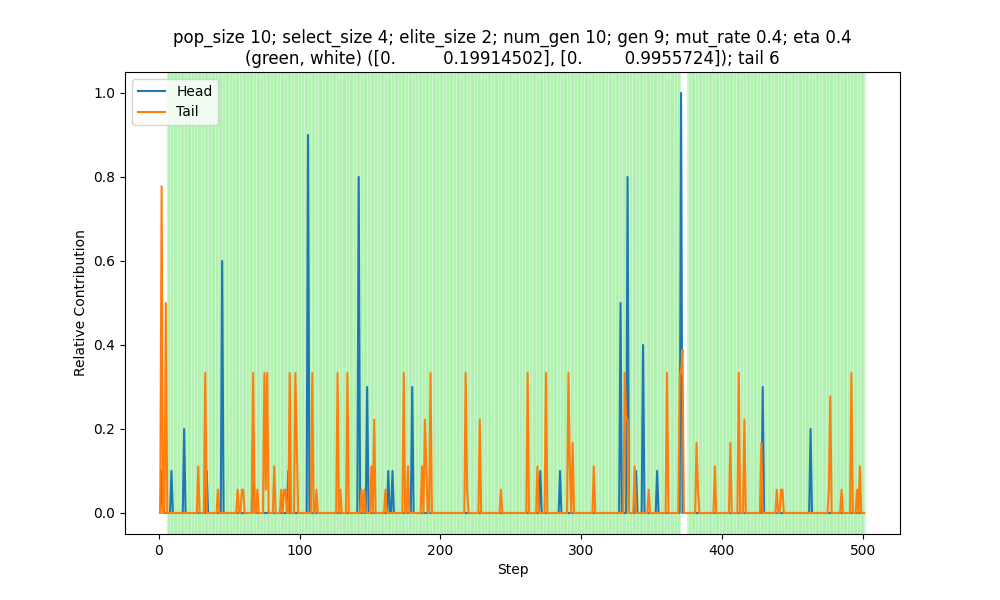 pop_size 10; select_size 4; elite_size 2; num_gen 10; gen 9; mut_rate 0.4; eta 0.4
(green, white) ([0.         0.19914502], [0.        0.9955724]); tail 6
Head
Tail
1.0
0.8
0.6
0.4
0.2
0.0
Relative Contribution
0
100
200
300
400
500
Step